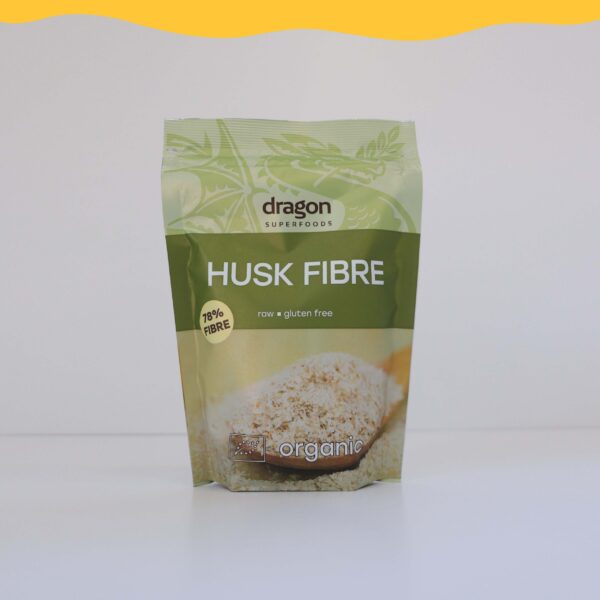 dragon
SUPERFOODS
HUSK FIBRE
raw ▪ gluten free
78%
FIBRE
organic